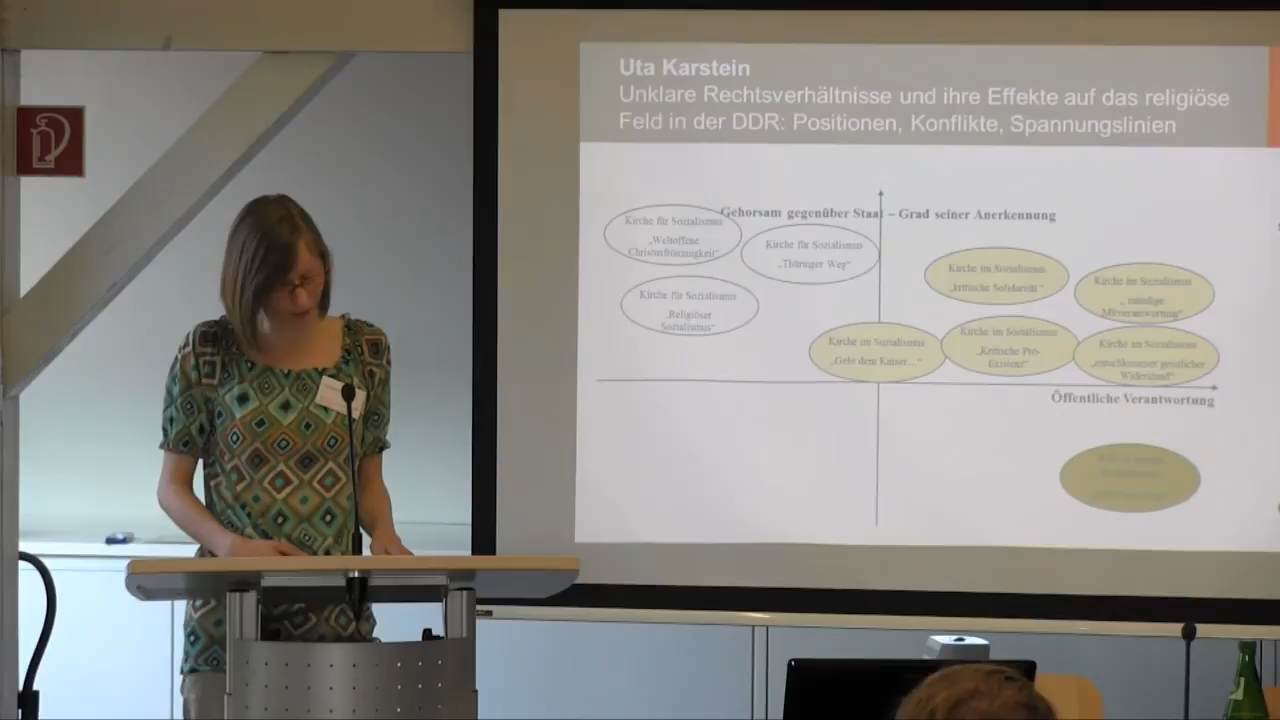 Uta Karstein
Unklare Rechtsverhältnisse und ihre Effekte auf das religiöse
Feld in der DDR: Positionen, Konflikte, Spannungslinien
Gehorsam gegenüber Staat – Grad seiner Anerkennung
Kirche für Sozialismus
„Weltoffene
Christusfrömmigkeit“
Kirche für Sozialismus
„Thüringer Weg“
Kirche für Sozialismus
„Religiöser
Sozialismus“
Kirche im Sozialismus
„kritische Solidarität “
Kirche im Sozialismus
„ mündige
Mitverantwortung“
Kirche im Sozialismus
„Gebt dem Kaiser...“
Kirche im Sozialismus
„Kritische Pro-
Existenz“
Kirche im Sozialismus
„entschlossener geistlicher
Widerstand“
Öffentliche Verantwortung